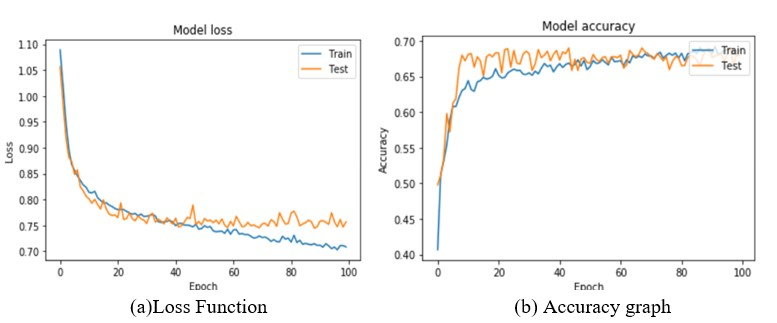 Model loss
1.10
1.05
1.00
0.95
0.90
0.85
0.80
0.75
0.70
Loss
Train
Test
0
20
40
60
80
100
Epoch
(a)Loss Function
Model accuracy
0.70
0.65
0.60
0.55
0.50
0.45
0.40
Accuracy
Train
Test
0
20
40
60
80
100
Epoch
(b) Accuracy graph